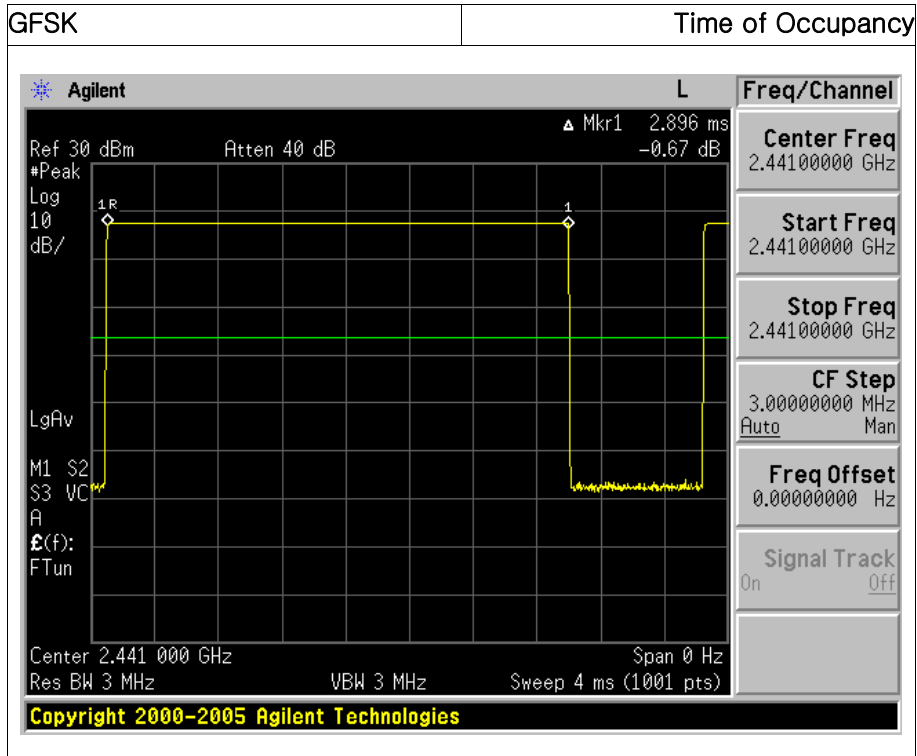 GFSK Time of Occupancy
Agilent L Freq/Channel
Δ Mkr1 2.896 ms
Ref 30 dBm Atten 40 dB -0.67 dB
#Peak
Log
10
dB/
1R
1
LgAv
M1 S2
S3 VC
A
£(f):
FTun
Center 2.441 000 GHz Span 0 Hz
Res BW 3 MHz VBW 3 MHz Sweep 4 ms (1001 pts)
Center Freq
2.44100000 GHz
Start Freq
2.44100000 GHz
Stop Freq
2.44100000 GHz
CF Step
3.00000000 MHz
Auto Man
Freq Offset
0.00000000 Hz
Signal Track
On Off
Copyright 2000-2005 Agilent Technologies